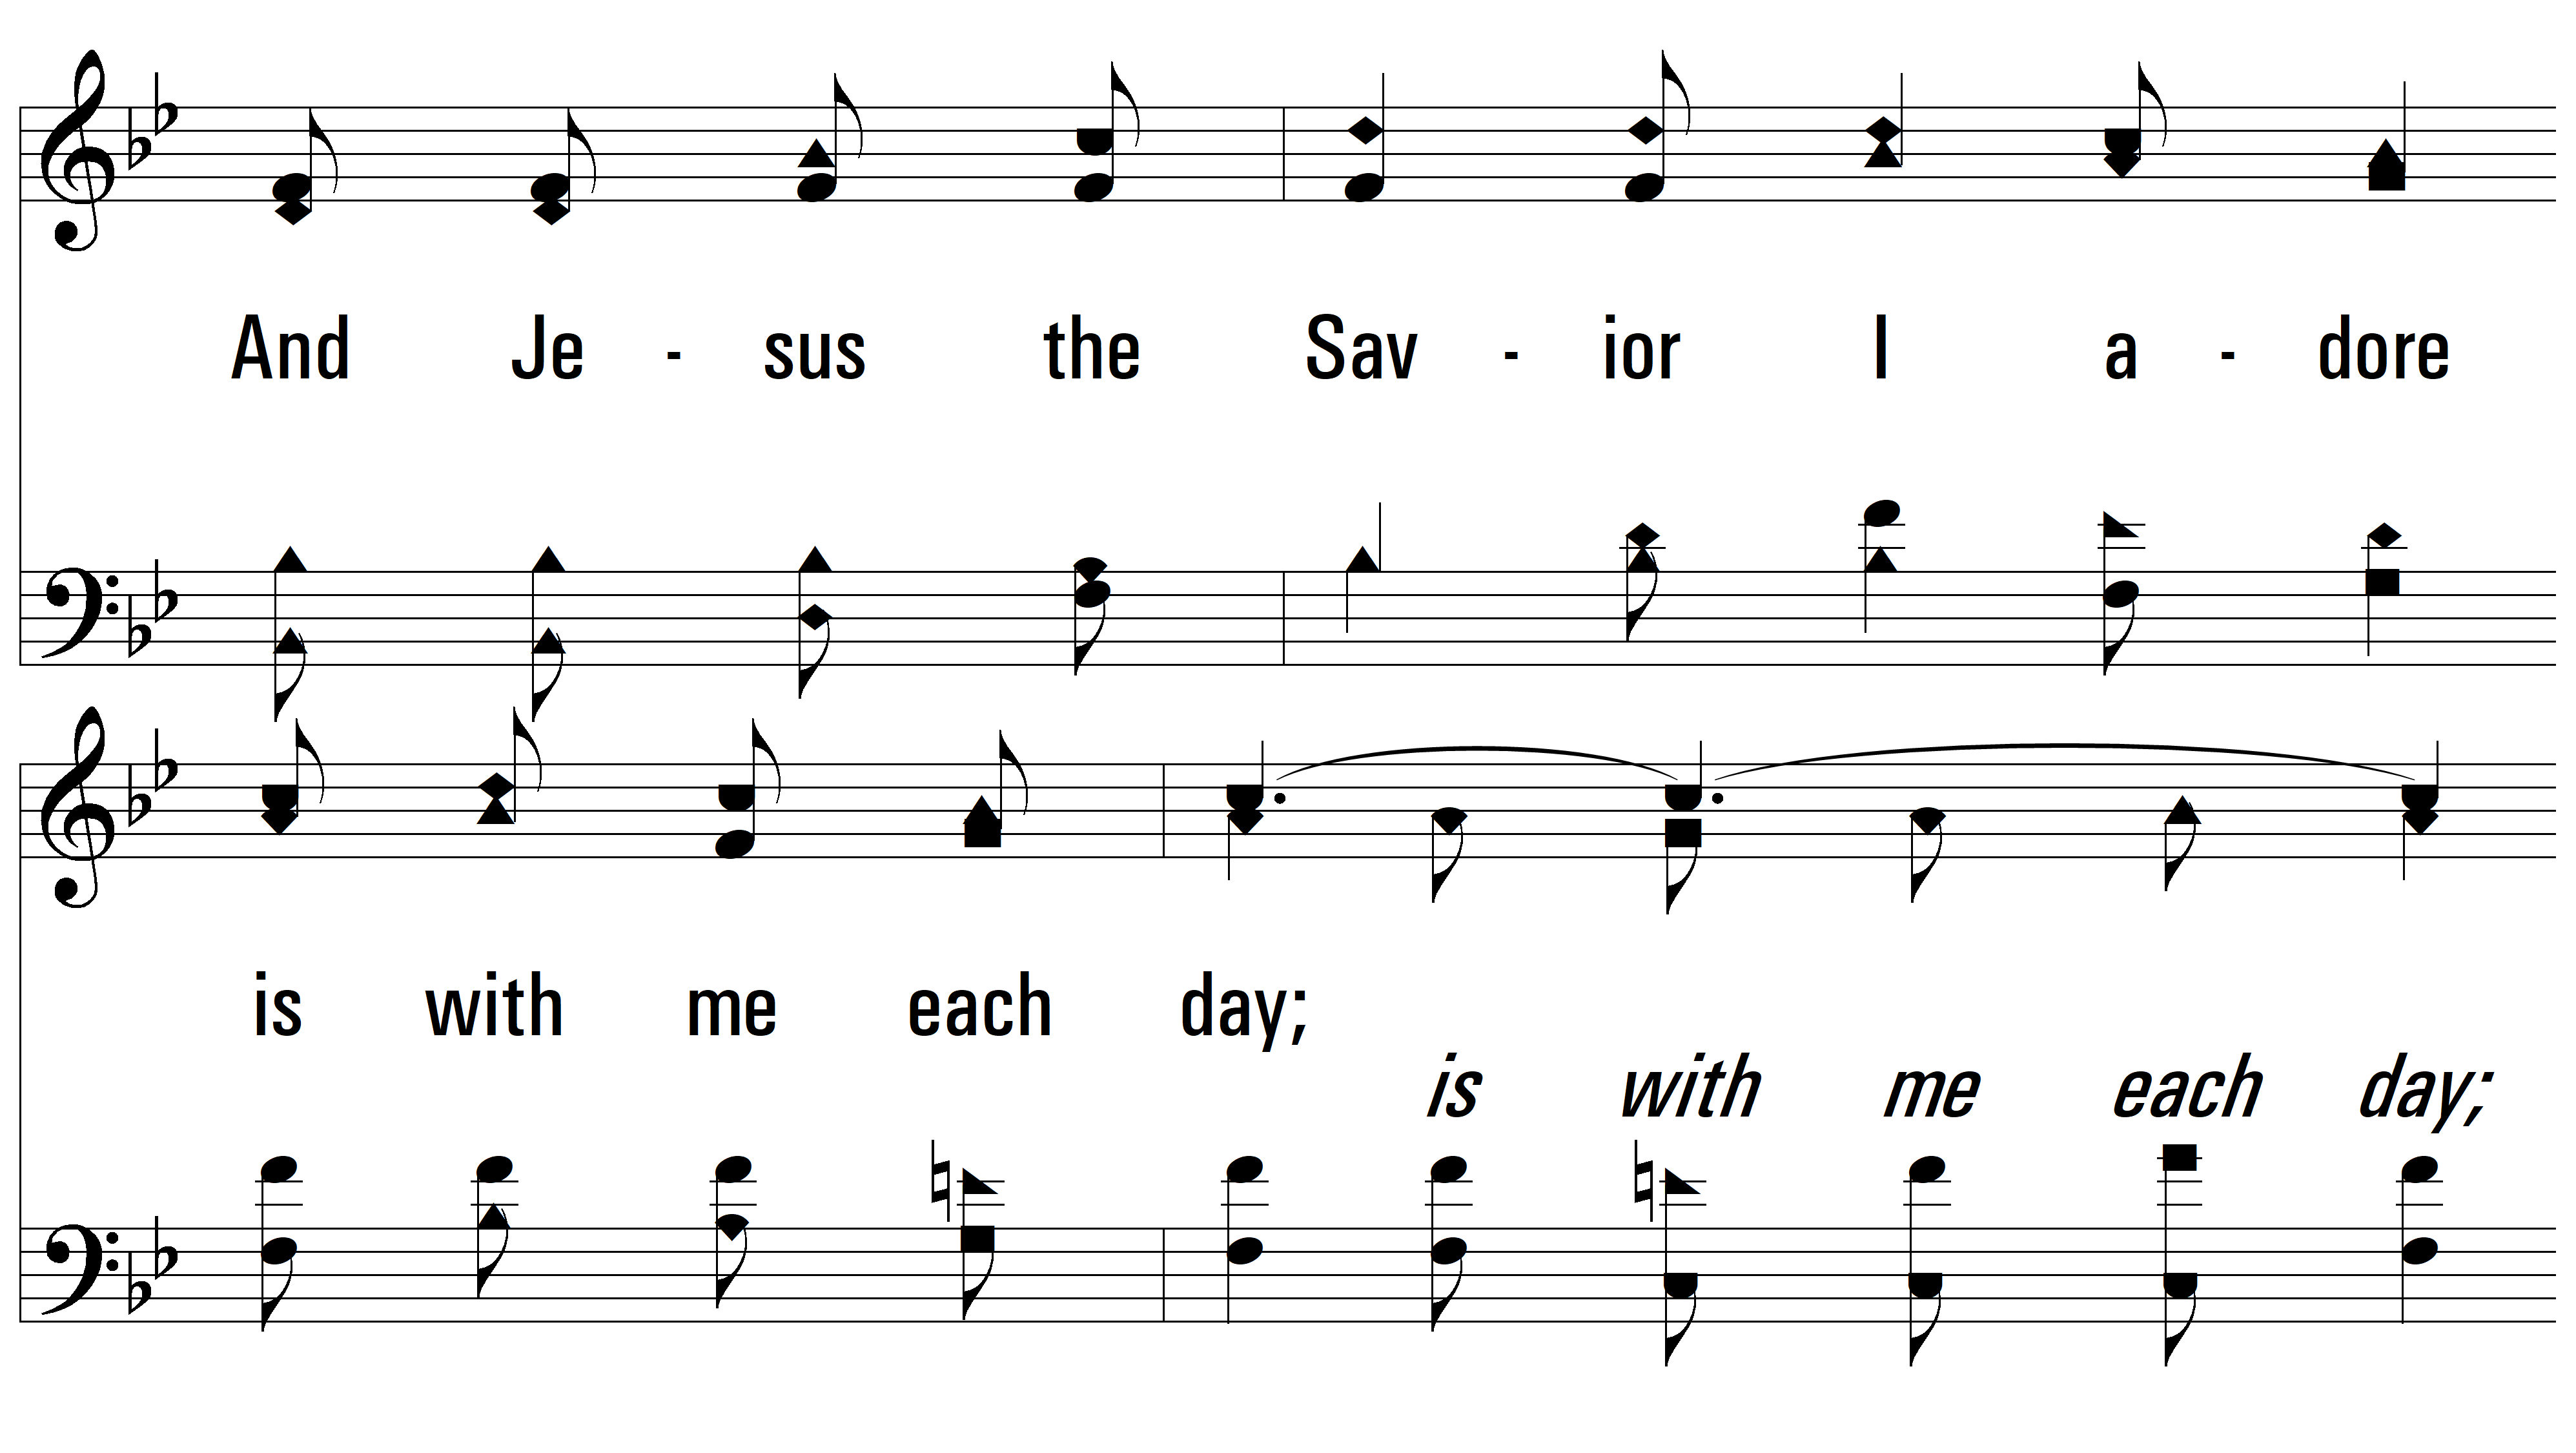 And Je - sus the Sav - ior I a - dore
is with me each day;
is with me each day;